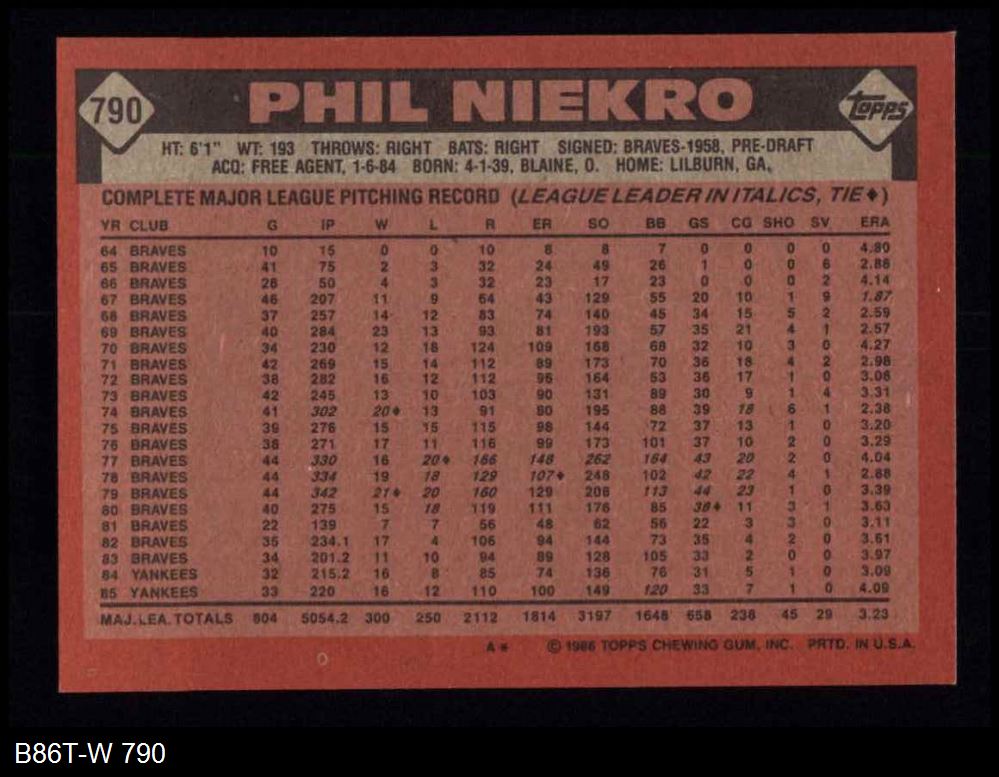 790 PHIL NIEKRO Topps
HT: 6'1" WT: 193 THROWS: RIGHT BATS: RIGHT SIGNED: BRAVES-1958, PRE-DRAFT
ACQ: FREE AGENT, 1-6-84 BORN: 4-1-39, BLAINE, O. HOME: LILBURN, GA.
COMPLETE MAJOR LEAGUE PITCHING RECORD (LEAGUE LEADER IN ITALICS, TIE♦)
YR CLUB G IP W L R ER SO BB GS CG SHO SV ERA
64 BRAVES 10 15 0 0 10 8 8 7 0 0 0 0 4.80
65 BRAVES 41 75 2 3 32 24 49 26 1 0 0 6 2.88
66 BRAVES 28 50 4 3 32 23 17 23 0 0 0 2 4.14
67 BRAVES 46 207 11 9 64 43 129 55 20 10 1 9 1.87
68 BRAVES 37 257 14 12 83 74 140 45 34 15 5 2 2.59
69 BRAVES 40 284 23 13 93 81 193 57 35 21 4 1 2.57
70 BRAVES 34 230 12 18 124 109 168 68 32 10 3 0 4.27
71 BRAVES 42 269 15 14 112 89 173 70 36 18 4 2 2.98
72 BRAVES 38 282 16 12 112 96 164 53 36 17 1 0 3.06
73 BRAVES 42 245 13 10 103 90 131 89 30 9 1 4 3.31
74 BRAVES 41 302 20♦ 13 91 80 195 88 39 18 6 1 2.38
75 BRAVES 39 276 15 15 115 98 144 72 37 13 1 0 3.20
76 BRAVES 38 271 17 11 116 99 173 101 37 10 2 0 3.29
77 BRAVES 44 330 16 20♦ 166 148 262 164 43 20 2 0 4.04
78 BRAVES 44 334 19 18 129 107♦ 248 102 42 22 4 1 2.88
79 BRAVES 44 342 21♦ 20 160 129 208 113 44 23 1 0 3.39
80 BRAVES 40 275 15 18 119 111 176 85 38♦ 11 3 1 3.63
81 BRAVES 22 139 7 7 56 48 62 56 22 3 3 0 3.11
82 BRAVES 35 234.1 17 4 106 94 144 73 35 4 2 0 3.61
83 BRAVES 34 201.2 11 10 94 89 128 105 33 2 0 0 3.97
84 YANKEES 32 215.2 16 8 85 74 136 76 31 5 1 0 3.09
85 YANKEES 33 220 16 12 110 100 149 120 33 7 1 0 4.09
MAJ. LEA. TOTALS 804 5054.2 300 250 2112 1814 3197 1648 658 238 45 29 3.23
A* © 1986 TOPPS CHEWING GUM, INC. PRTD. IN U.S.A.
B86T-W 790